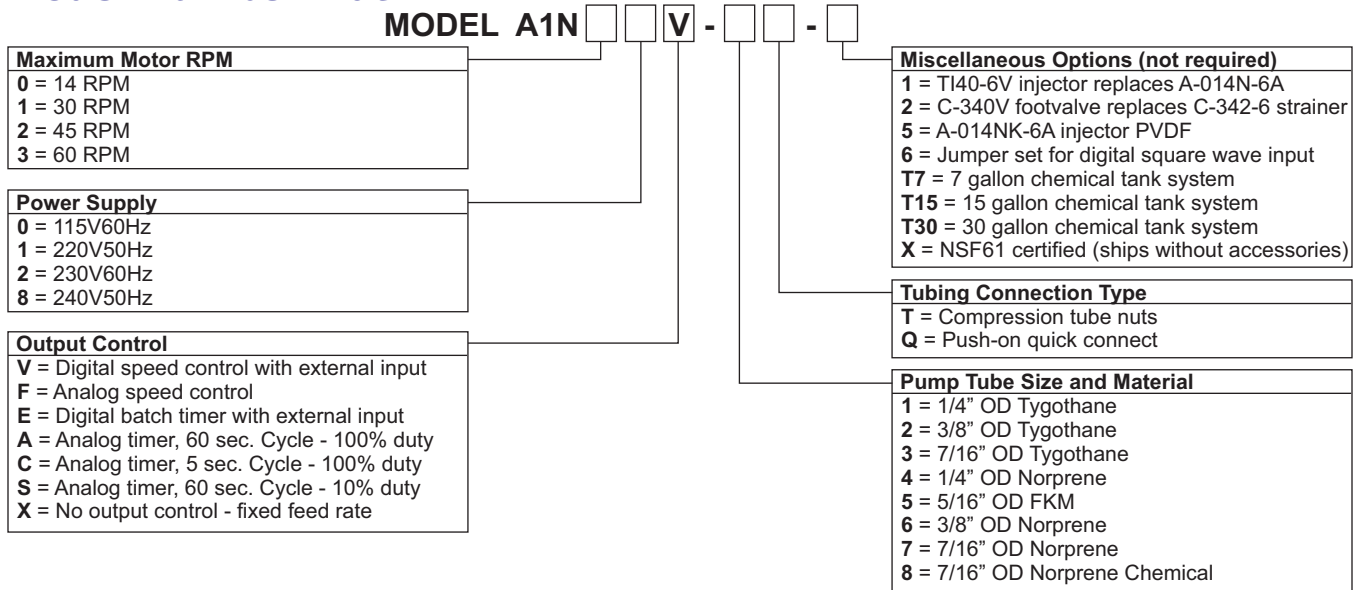 MODEL A1N V - -
Maximum Motor RPM
0 = 14 RPM
1 = 30 RPM
2 = 45 RPM
3 = 60 RPM
Power Supply
0 = 115V60Hz
1 = 220V50Hz
2 = 230V60Hz
8 = 240V50Hz
Output Control
V = Digital speed control with external input
F = Analog speed control
E = Digital batch timer with external input
A = Analog timer, 60 sec. Cycle - 100% duty
C = Analog timer, 5 sec. Cycle - 100% duty
S = Analog timer, 60 sec. Cycle - 10% duty
X = No output control - fixed feed rate
Miscellaneous Options (not required)
1 = TI40-6V injector replaces A-014N-6A
2 = C-340V footvalve replaces C-342-6 strainer
5 = A-014NK-6A injector PVDF
6 = Jumper set for digital square wave input
T7 = 7 gallon chemical tank system
T15 = 15 gallon chemical tank system
T30 = 30 gallon chemical tank system
X = NSF61 certified (ships without accessories)
Tubing Connection Type
T = Compression tube nuts
Q = Push-on quick connect
Pump Tube Size and Material
1 = 1/4” OD Tygothane
2 = 3/8” OD Tygothane
3 = 7/16” OD Tygothane
4 = 1/4” OD Norprene
5 = 5/16” OD FKM
6 = 3/8” OD Norprene
7 = 7/16” OD Norprene
8 = 7/16” OD Norprene Chemical